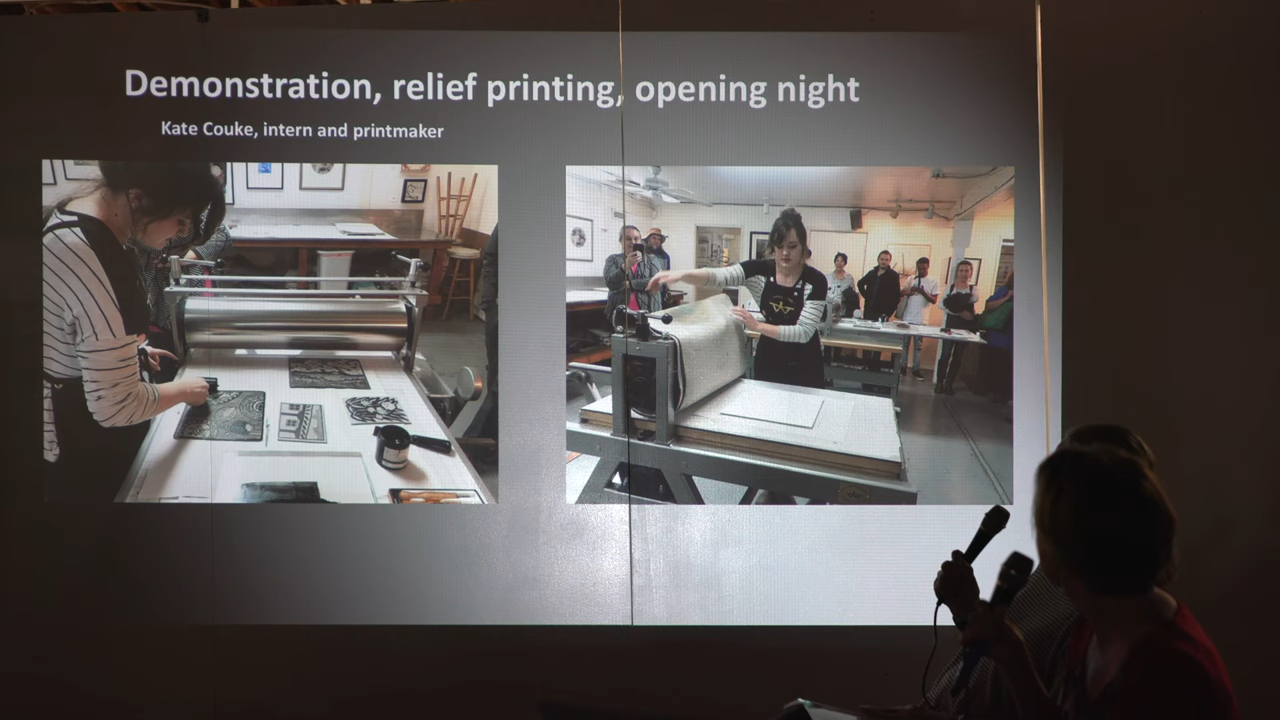 Demonstration, relief printing, opening night
Kate Couke, intern and printmaker